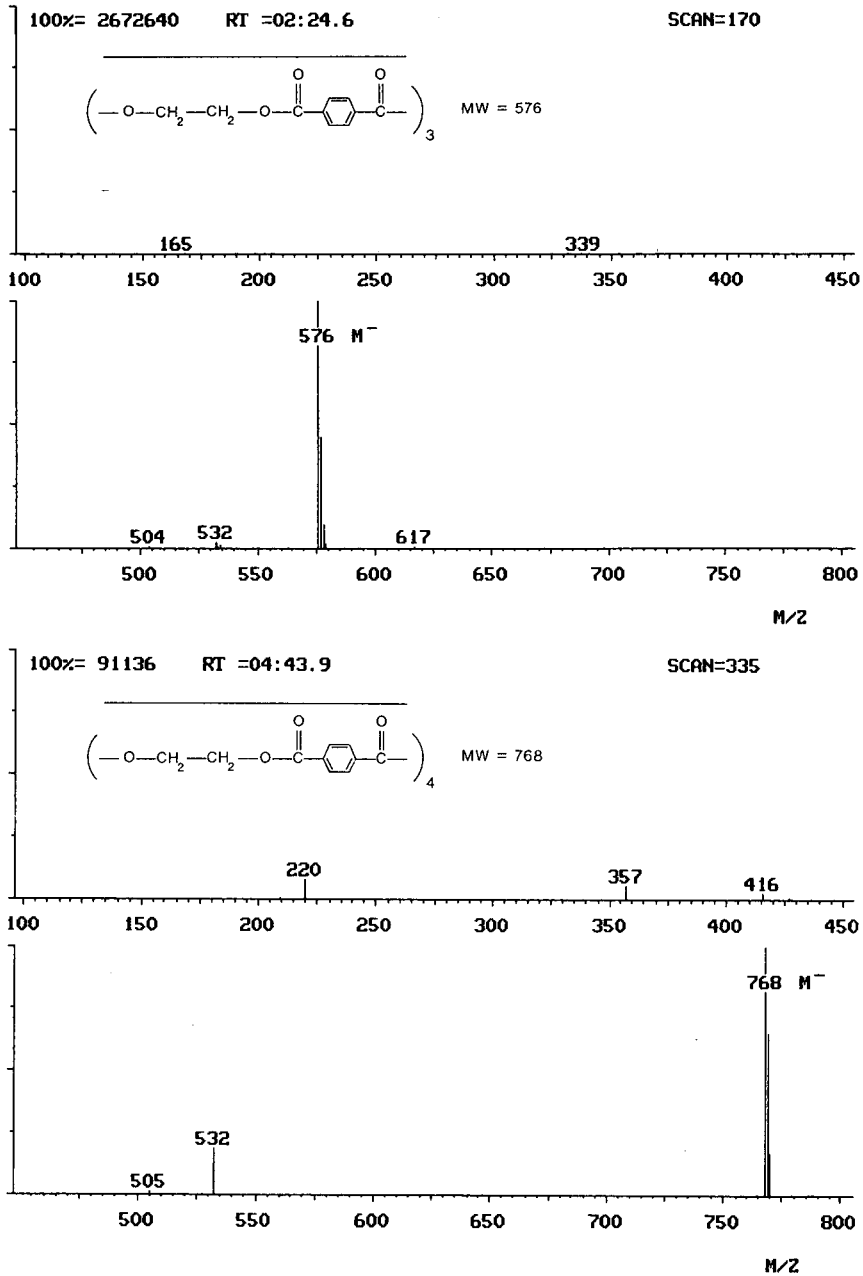 100%= 2672640 RT =02:24.6 SCAN=170
O O
( — O—CH2—CH2—O—C— —C— )3 MW = 576
165 339
100 150 200 250 300 350 400 450
576 M⁻
504 532 617
500 550 600 650 700 750 800
M/Z
100%= 91136 RT =04:43.9 SCAN=335
O O
( — O—CH2—CH2—O—C— —C— )4 MW = 768
220 357 416
100 150 200 250 300 350 400 450
768 M⁻
532
505
500 550 600 650 700 750 800
M/Z